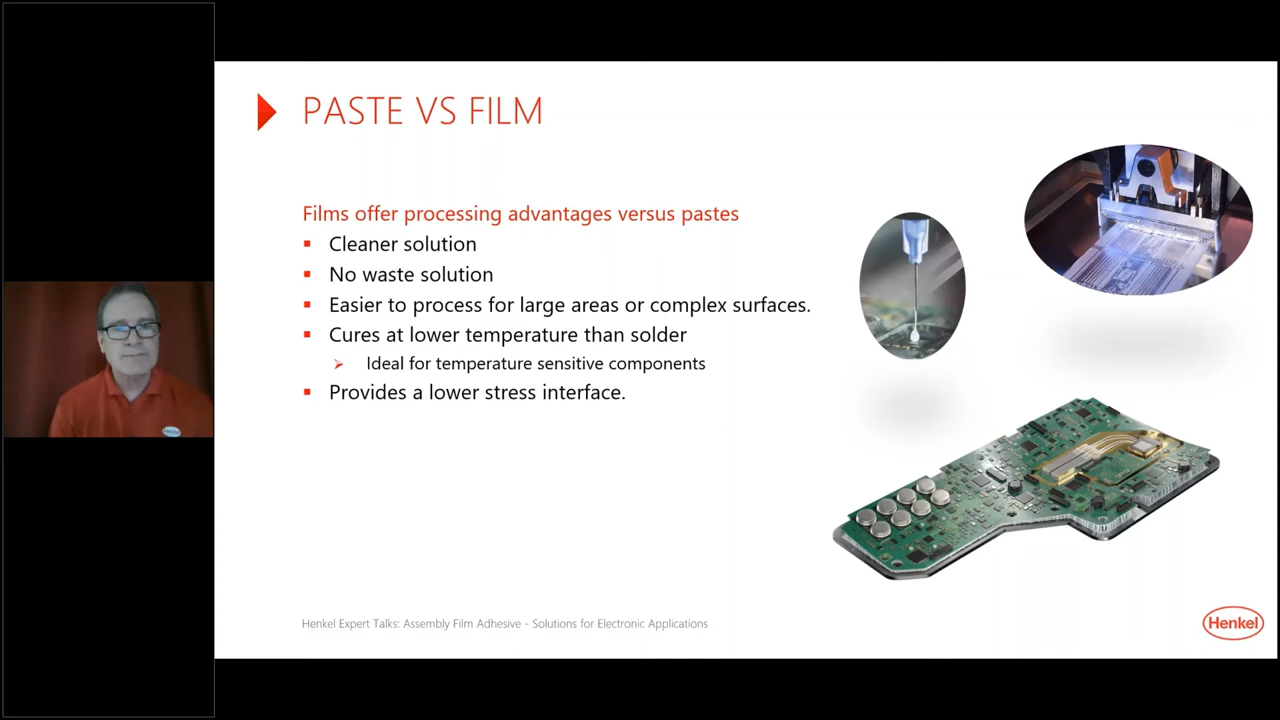 PASTE VS FILM
Films offer processing advantages versus pastes
Cleaner solution
No waste solution
Easier to process for large areas or complex surfaces.
Cures at lower temperature than solder
Ideal for temperature sensitive components
Provides a lower stress interface.
Henkel Expert Talks: Assembly Film Adhesive - Solutions for Electronic Applications
Henkel
Henkel